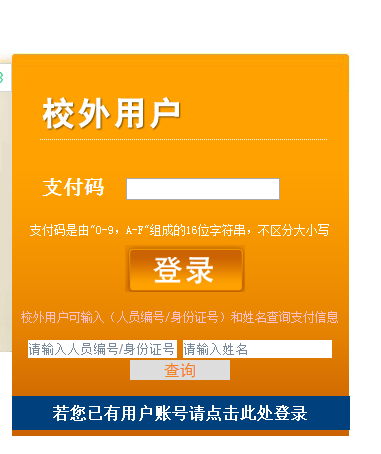 校外用户
支付码
支付码是由"0-9，A-F"组成的16位字符串，不区分大小写
登录
校外用户可输入（人员编号/身份证号）和姓名查询支付信息
请输入人员编号/身份证号 请输入姓名
查询
若您已有用户账号请点击此处登录